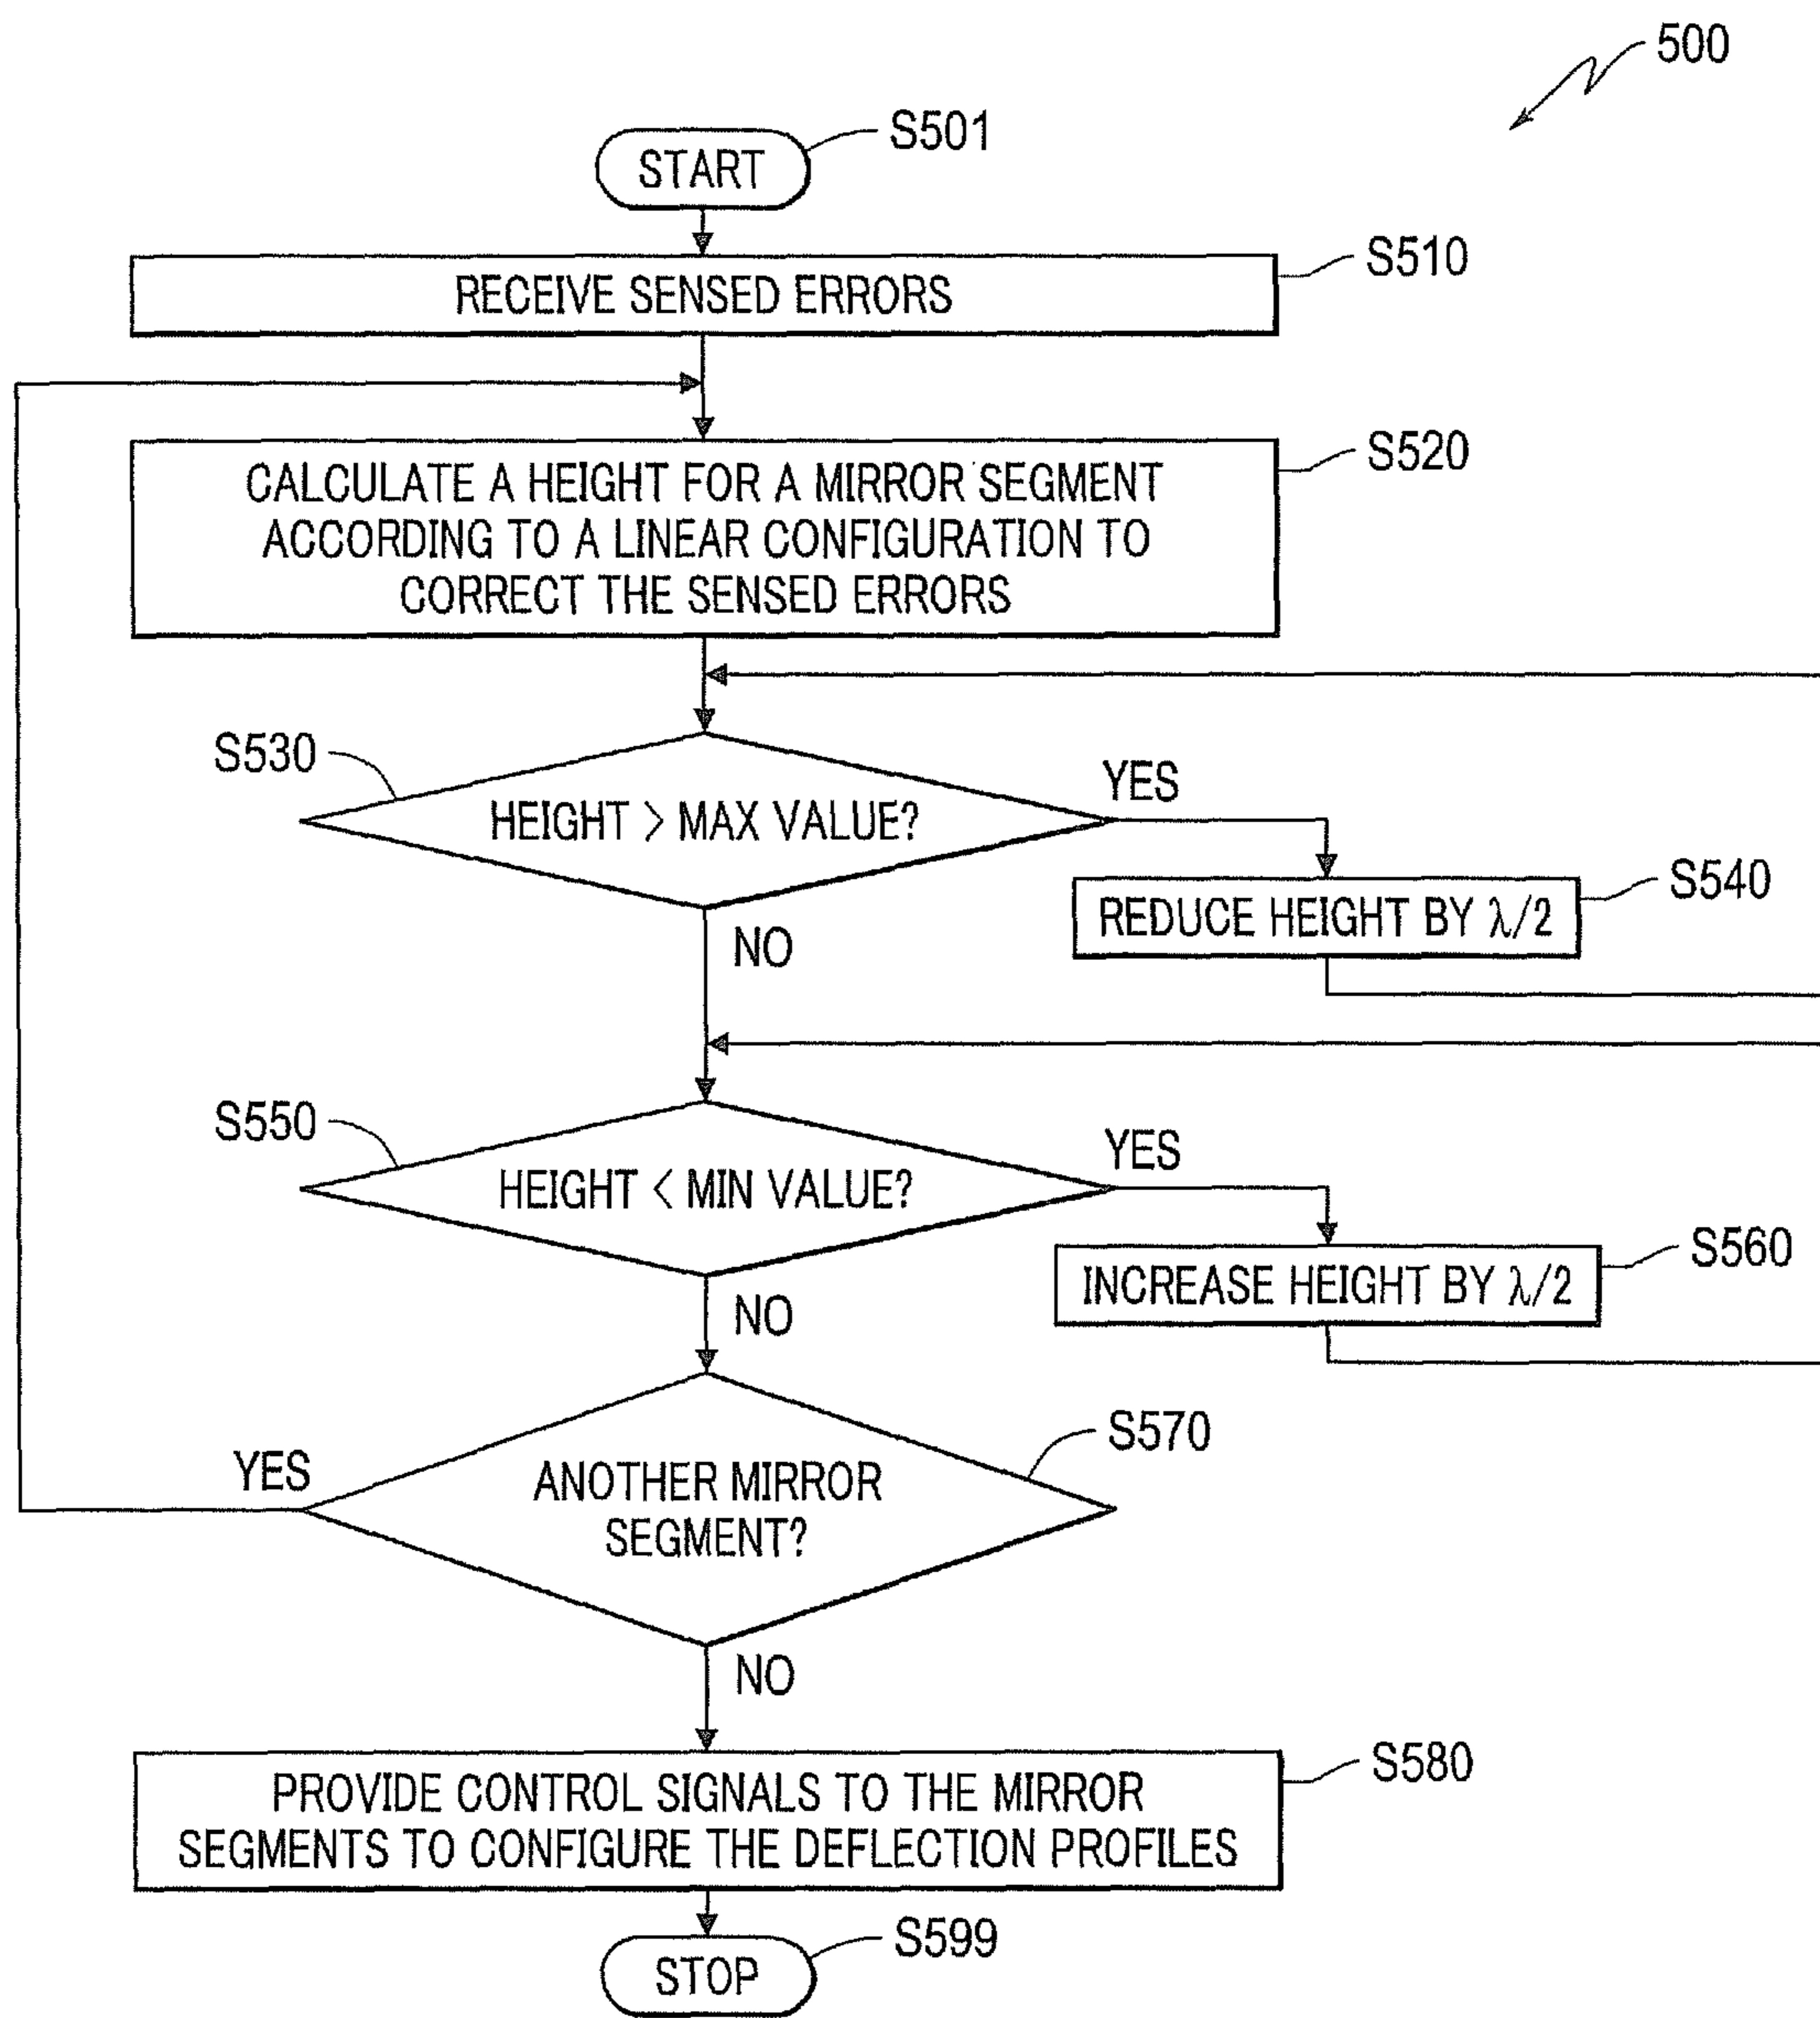 500
S501
START
S510
RECEIVE SENSED ERRORS
S520
CALCULATE A HEIGHT FOR A MIRROR SEGMENT
ACCORDING TO A LINEAR CONFIGURATION TO
CORRECT THE SENSED ERRORS
S530
HEIGHT > MAX VALUE?
YES
S540
REDUCE HEIGHT BY λ/2
NO
S550
HEIGHT < MIN VALUE?
YES
S560
INCREASE HEIGHT BY λ/2
NO
S570
YES
ANOTHER MIRROR
SEGMENT?
NO
S580
PROVIDE CONTROL SIGNALS TO THE MIRROR
SEGMENTS TO CONFIGURE THE DEFLECTION PROFILES
S599
STOP